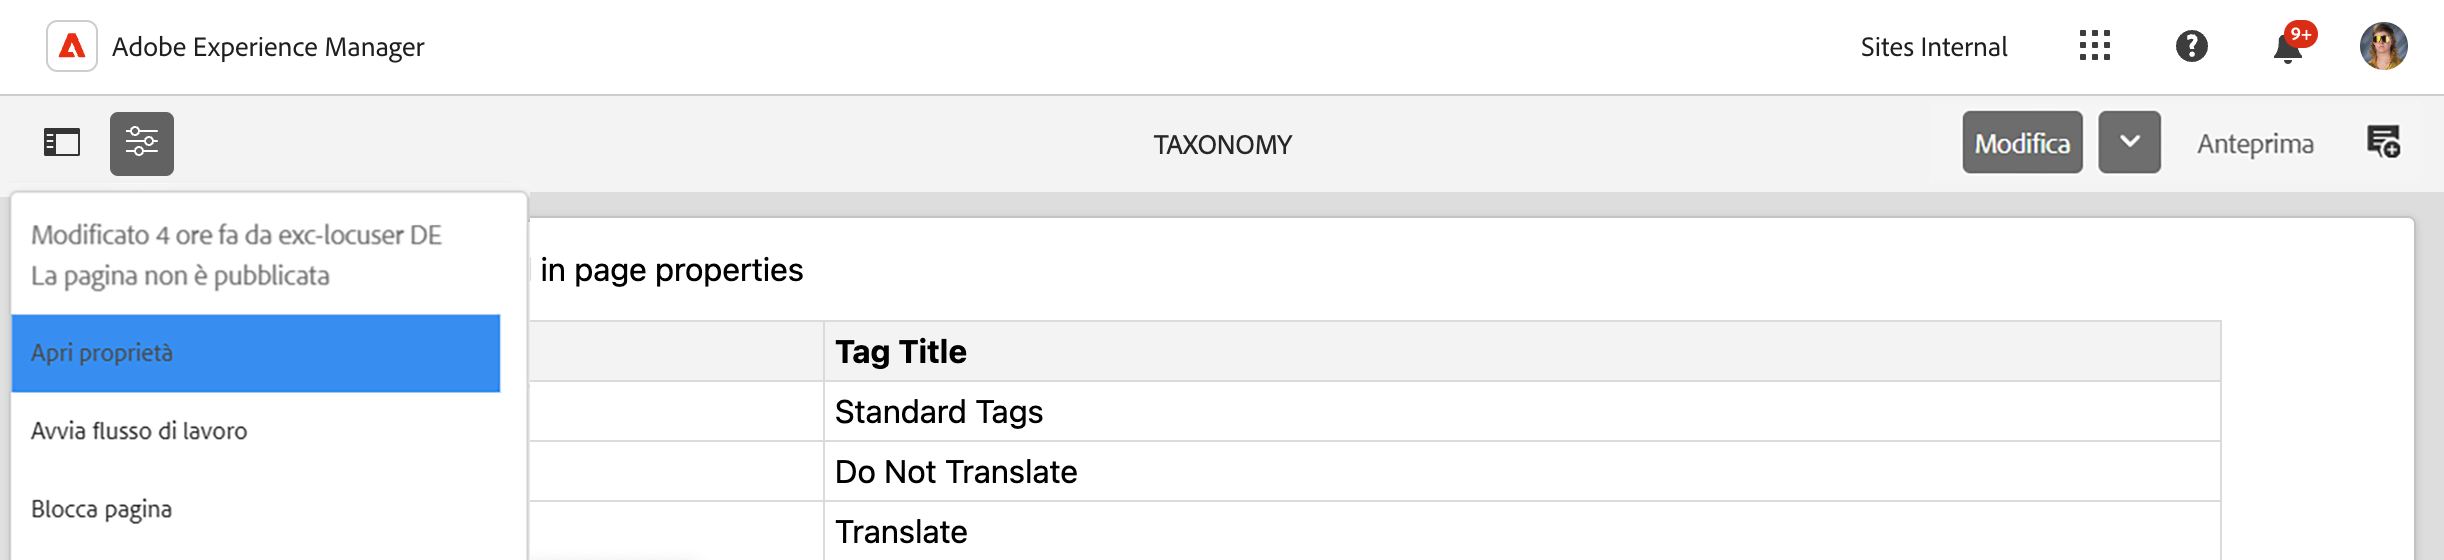 Adobe Experience Manager
Sites Internal
9+
TAXONOMY
Modifica
Anteprima
Modificato 4 ore fa da exc-locuser DE
La pagina non è pubblicata
in page properties
Apri proprietà
Tag Title
Standard Tags
Avvia flusso di lavoro
Do Not Translate
Blocca pagina
Translate